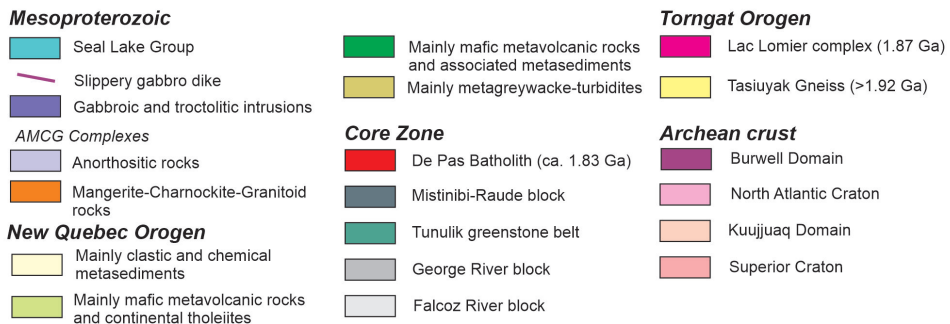 Mesoproterozoic
Seal Lake Group
Slippery gabbro dike
Gabbroic and troctolitic intrusions
AMCG Complexes
Anorthositic rocks
Mangerite-Charnockite-Granitoid
rocks
New Quebec Orogen
Mainly clastic and chemical
metasediments
Mainly mafic metavolcanic rocks
and continental tholeiites
Mainly mafic metavolcanic rocks
and associated metasediments
Mainly metagreywacke-turbidites
Core Zone
De Pas Batholith (ca. 1.83 Ga)
Mistinibi-Raude block
Tunulik greenstone belt
George River block
Falcoz River block
Torngat Orogen
Lac Lomier complex (1.87 Ga)
Tasiuyak Gneiss (>1.92 Ga)
Archean crust
Burwell Domain
North Atlantic Craton
Kuujjuaq Domain
Superior Craton